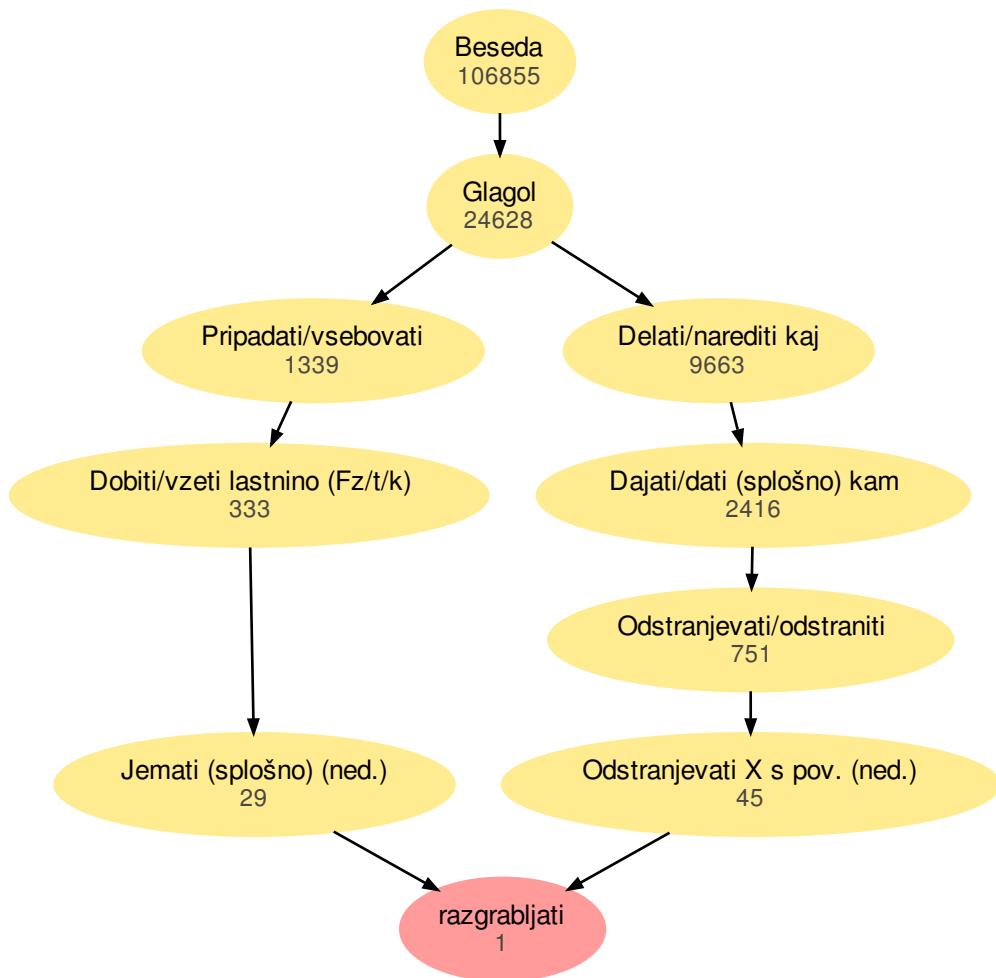 Beseda
106855
Glagol
24628
Pripadati/vsebovati
1339
Delati/narediti kaj
9663
Dobiti/vzeti lastnino (Fz/t/k)
333
Dajati/dati (splošno) kam
2416
Odstranjevati/odstraniti
751
Jemati (splošno) (ned.)
29
Odstranjevati X s pov. (ned.)
45
razgrabljati
1